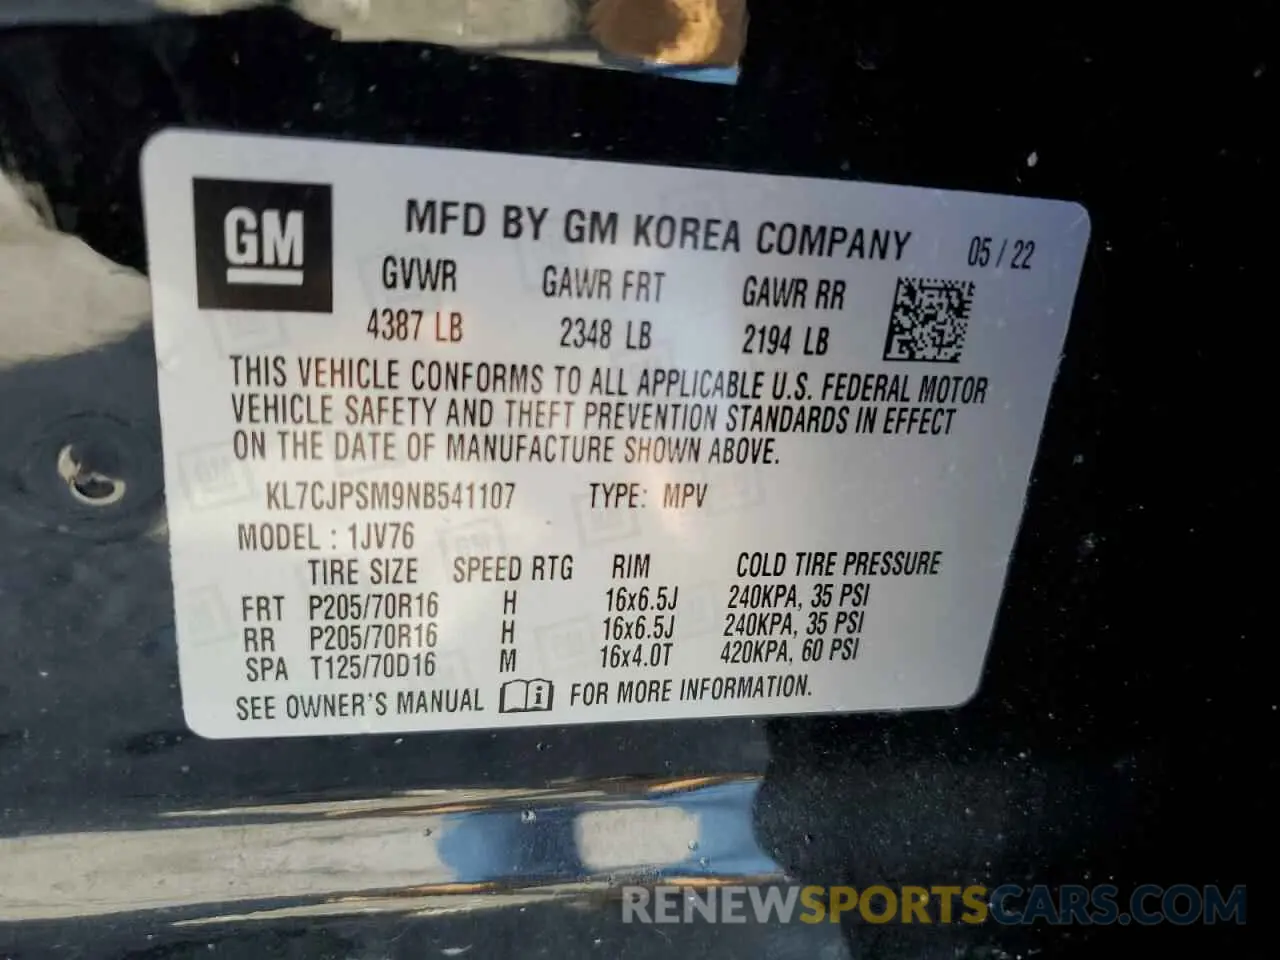 GM
MFD BY GM KOREA COMPANY 05 / 22
GVWR GAWR FRT GAWR RR
4387 LB 2348 LB 2194 LB
THIS VEHICLE CONFORMS TO ALL APPLICABLE U.S. FEDERAL MOTOR
VEHICLE SAFETY AND THEFT PREVENTION STANDARDS IN EFFECT
ON THE DATE OF MANUFACTURE SHOWN ABOVE.
KL7CJPSM9NB541107 TYPE: MPV
MODEL : 1JV76
TIRE SIZE SPEED RTG RIM COLD TIRE PRESSURE
FRT P205/70R16 H 16x6.5J 240KPA, 35 PSI
RR P205/70R16 H 16x6.5J 240KPA, 35 PSI
SPA T125/70D16 M 16x4.0T 420KPA, 60 PSI
SEE OWNER'S MANUAL i FOR MORE INFORMATION.
RENEWSPORTSCARS.COM